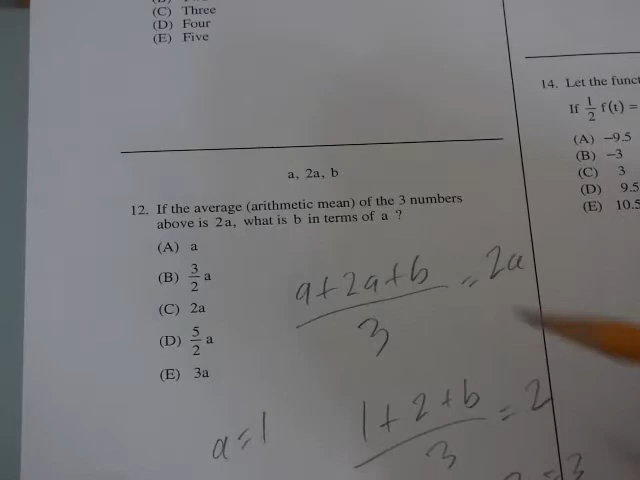 (C) Three
(D) Four
(E) Five
a, 2a, b
12. If the average (arithmetic mean) of the 3 numbers
above is 2a, what is b in terms of a ?
(A) a
(B) 3/2 a
(C) 2a
(D) 5/2 a
(E) 3a
a+2a+b / 3 = 2a
a=1
1+2+b / 3 = 2
=3
14. Let the funct
If 1/2 f(t) =
(A) −9.5
(B) −3
(C) 3
(D) 9.5
(E) 10.5